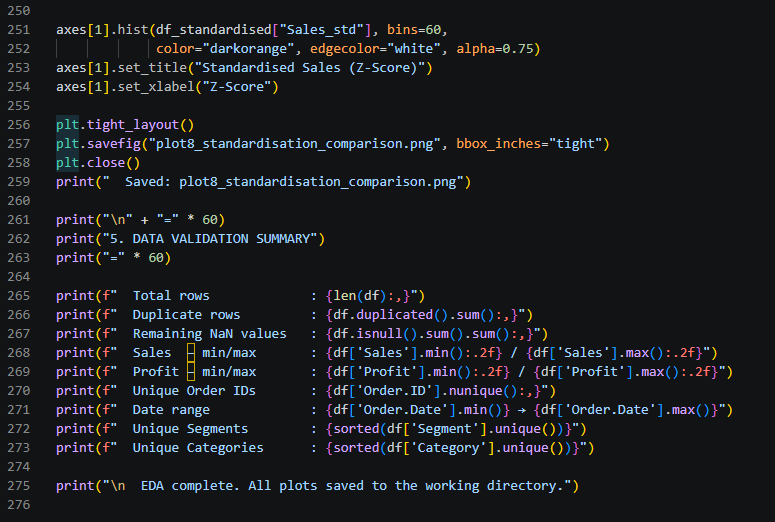 250
251 axes[1].hist(df_standardised["Sales_std"], bins=60,
252              color="darkorange", edgecolor="white", alpha=0.75)
253 axes[1].set_title("Standardised Sales (Z-Score)")
254 axes[1].set_xlabel("Z-Score")
255
256 plt.tight_layout()
257 plt.savefig("plot8_standardisation_comparison.png", bbox_inches="tight")
258 plt.close()
259 print("  Saved: plot8_standardisation_comparison.png")
260
261 print("\n" + "=" * 60)
262 print("5. DATA VALIDATION SUMMARY")
263 print("=" * 60)
264
265 print(f"  Total rows             : {len(df):,}")
266 print(f"  Duplicate rows         : {df.duplicated().sum():,}")
267 print(f"  Remaining NaN values   : {df.isnull().sum().sum():,}")
268 print(f"  Sales  – min/max       : {df['Sales'].min():.2f} / {df['Sales'].max():.2f}")
269 print(f"  Profit – min/max       : {df['Profit'].min():.2f} / {df['Profit'].max():.2f}")
270 print(f"  Unique Order IDs       : {df['Order.ID'].nunique():,}")
271 print(f"  Date range             : {df['Order.Date'].min()} → {df['Order.Date'].max()}")
272 print(f"  Unique Segments        : {sorted(df['Segment'].unique())}")
273 print(f"  Unique Categories      : {sorted(df['Category'].unique())}")
274
275 print("\n  EDA complete. All plots saved to the working directory.")
276